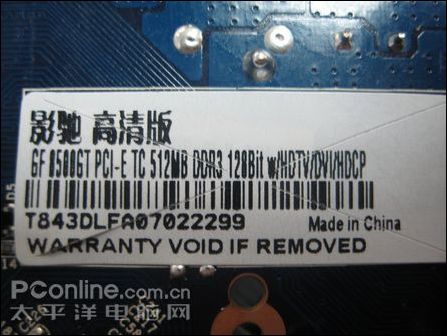 影驰 高清版
GF 8500GT PCI-E TC 512MB DDR3 128Bit w/HDTV/DVI/HDCP
T843DLFA07022299 Made in China
WARRANTY VOID IF REMOVED
PConline.com.cn
太平洋电脑网